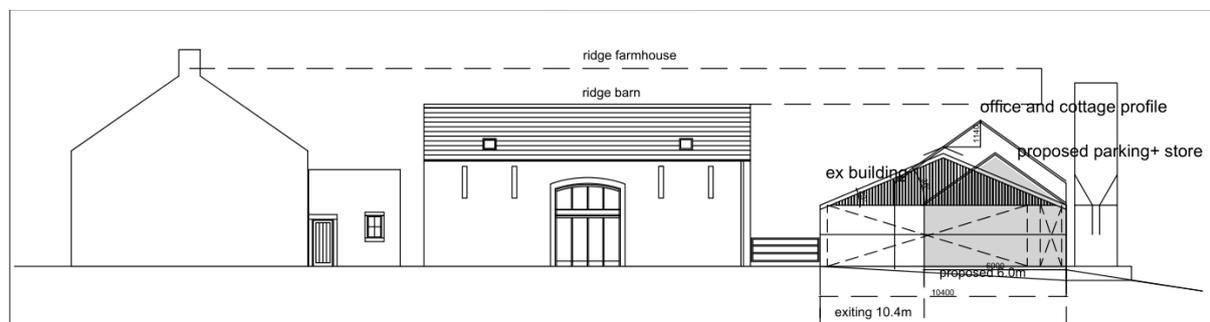 ridge farmhouse
ridge barn
office and cottage profile
1140
proposed parking+ store
ex building
6000
proposed 6.0m
10400
exiting 10.4m